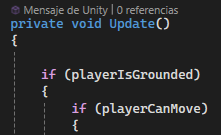 Mensaje de Unity | 0 referencias
private void Update()
{
if (playerIsGrounded)
{
if (playerCanMove)
{